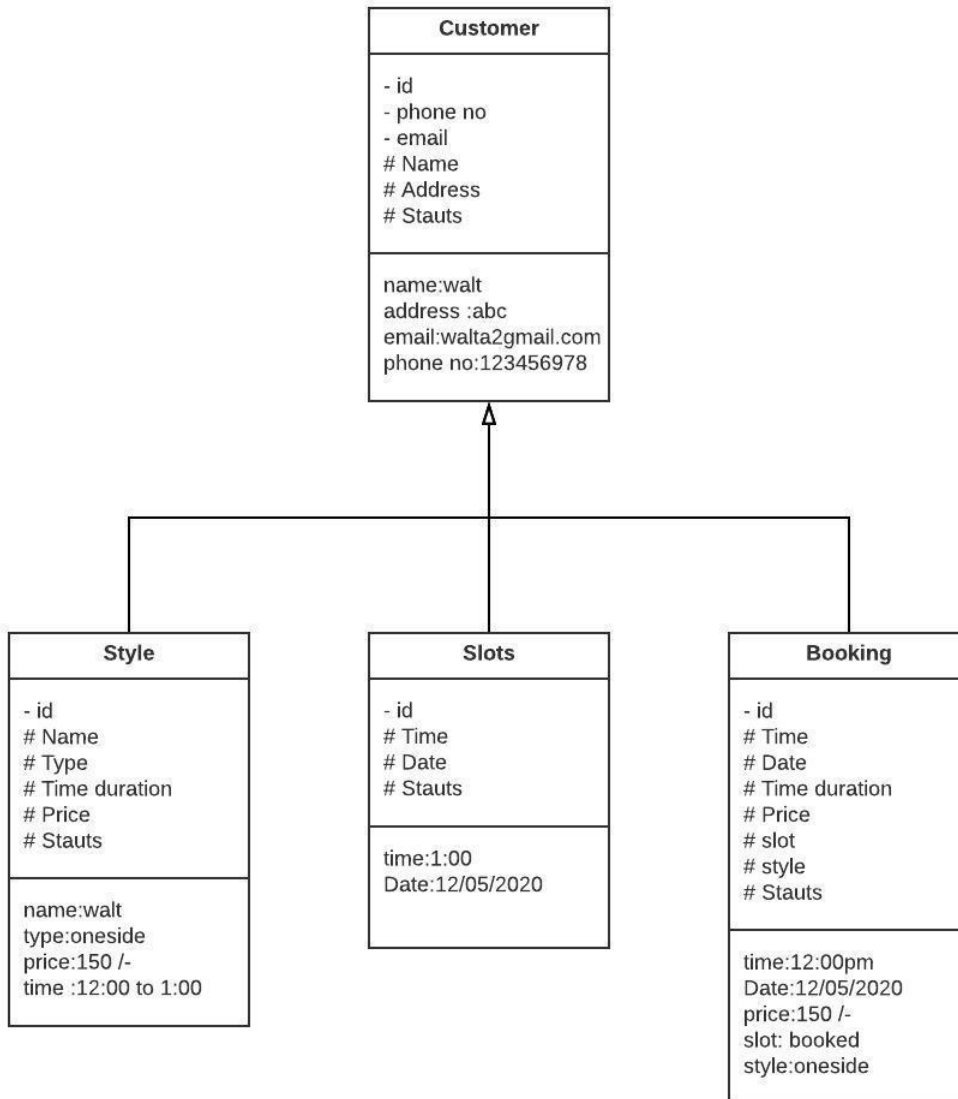 Customer
- id
- phone no
- email
# Name
# Address
# Stauts
name:walt
address :abc
email:walta2gmail.com
phone no:123456978
Style
- id
# Name
# Type
# Time duration
# Price
# Stauts
name:walt
type:oneside
price:150 /-
time :12:00 to 1:00
Slots
- id
# Time
# Date
# Stauts
time:1:00
Date:12/05/2020
Booking
- id
# Time
# Date
# Time duration
# Price
# slot
# style
# Stauts
time:12:00pm
Date:12/05/2020
price:150 /-
slot: booked
style:oneside